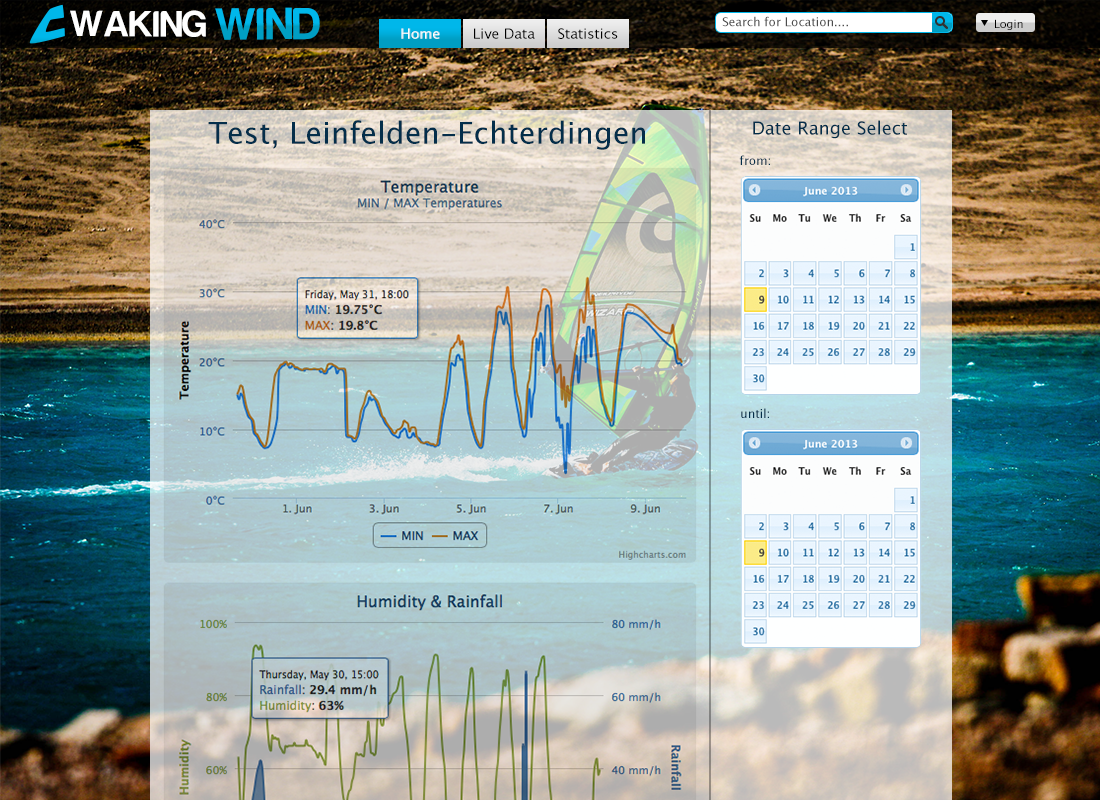 WAKING WIND
Home
Live Data
Statistics
Search for Location....
▼ Login
Test, Leinfelden-Echterdingen
Temperature
MIN / MAX Temperatures
40°C
30°C
20°C
10°C
0°C
Temperature
Friday, May 31, 18:00
MIN: 19.75°C
MAX: 19.8°C
WIZARD
1. Jun
3. Jun
5. Jun
7. Jun
9. Jun
MIN
MAX
Highcharts.com
Humidity & Rainfall
100%
80%
60%
Humidity
80 mm/h
60 mm/h
40 mm/h
Rainfall
Thursday, May 30, 15:00
Rainfall: 29.4 mm/h
Humidity: 63%
Date Range Select
from:
June 2013
Su Mo Tu We Th Fr Sa
1
2 3 4 5 6 7 8
9 10 11 12 13 14 15
16 17 18 19 20 21 22
23 24 25 26 27 28 29
30
until:
June 2013
Su Mo Tu We Th Fr Sa
1
2 3 4 5 6 7 8
9 10 11 12 13 14 15
16 17 18 19 20 21 22
23 24 25 26 27 28 29
30